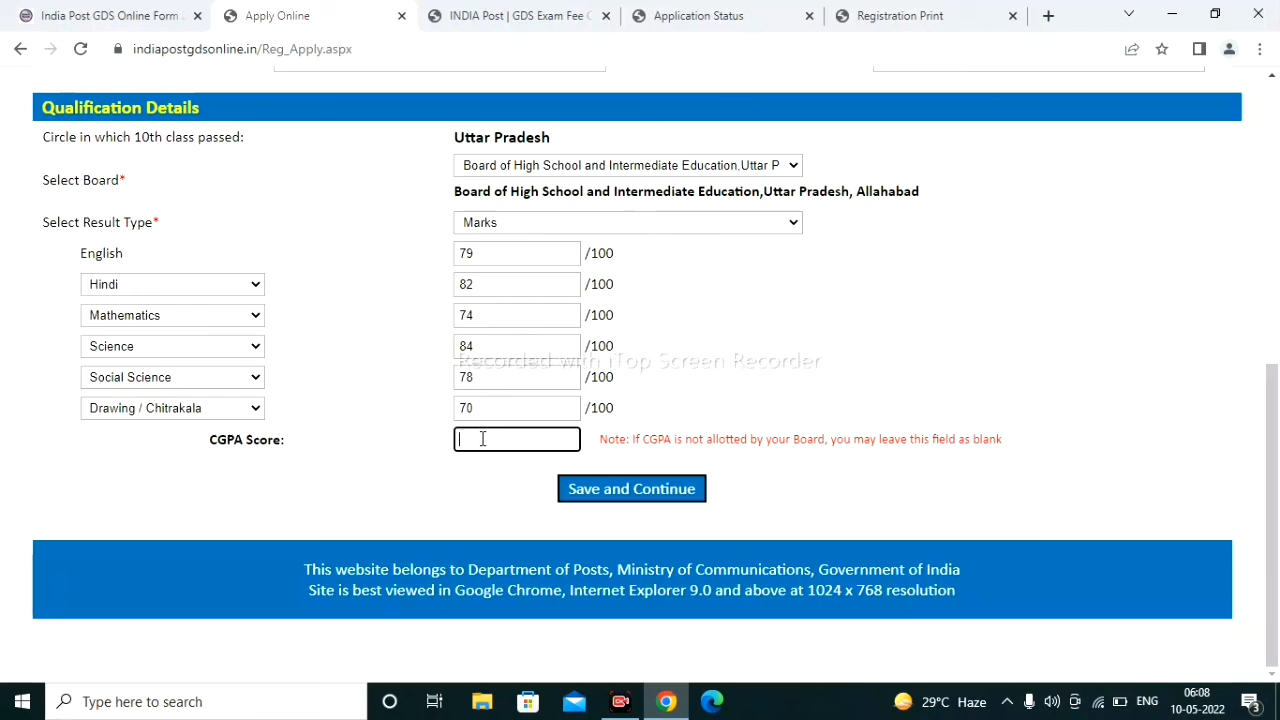 India Post GDS Online Form
Apply Online
INDIA Post | GDS Exam Fee
Application Status
Registration Print
indiapostgdsonline.in/Reg_Apply.aspx
Qualification Details
Circle in which 10th class passed: Uttar Pradesh
Board of High School and Intermediate Education,Uttar P
Select Board*
Board of High School and Intermediate Education,Uttar Pradesh, Allahabad
Select Result Type* Marks
English 79 /100
Hindi 82 /100
Mathematics 74 /100
Science 84 /100
Recorded with iTop Screen Recorder
Social Science 78 /100
Drawing / Chitrakala 70 /100
CGPA Score: Note: If CGPA is not allotted by your Board, you may leave this field as blank
Save and Continue
This website belongs to Department of Posts, Ministry of Communications, Government of India
Site is best viewed in Google Chrome, Internet Explorer 9.0 and above at 1024 x 768 resolution
Type here to search
29°C Haze
ENG
06:08
10-05-2022
3